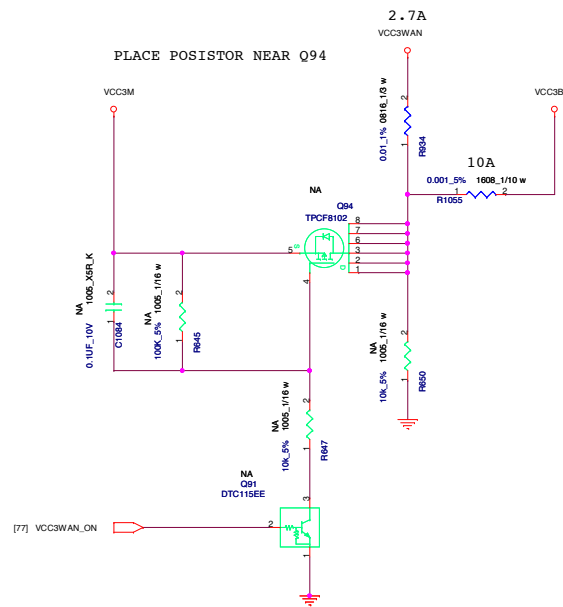 2.7A
VCC3WAN
PLACE POSISTOR NEAR Q94
VCC3M
VCC3B
2
0.01_1% 0816_1/3 w
1
R934
10A
0.001_5% 1608_1/10 w
1 2
R1055
NA
Q94
TPCF8102
8
7
6
3
2
1
5
S
D
4
NA
1005_X5R_K
2
1
0.1UF_10V
C1084
NA
1005_1/16 w
2
1
100K_5%
R645
NA
1005_1/16 w
2
1
10k_5%
R650
NA
1005_1/16 w
2
1
10k_5%
R647
NA
Q91
DTC115EE
3
[77] VCC3WAN_ON
2
1